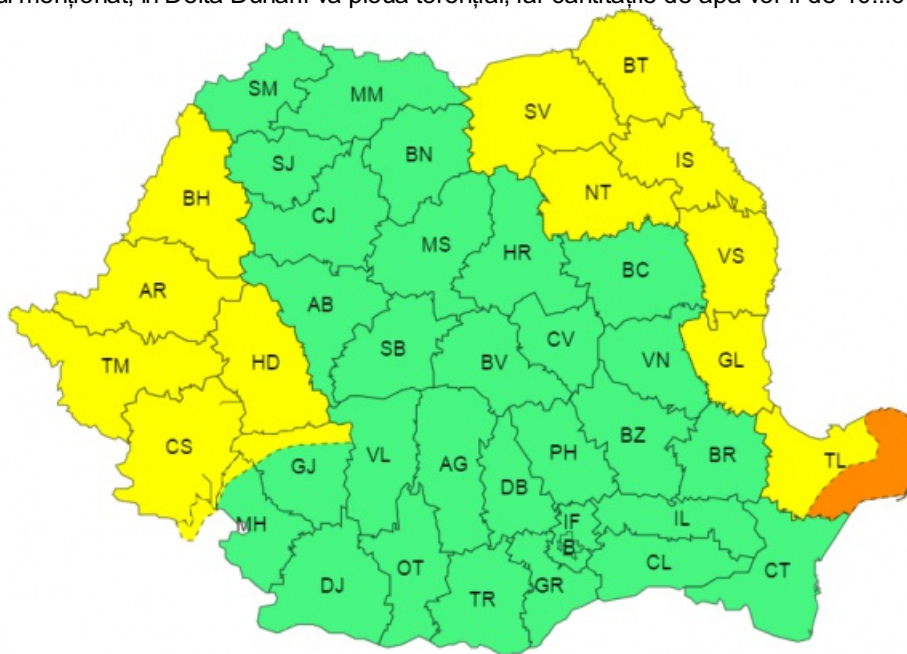 menționat, în Delta Dunării va ploua torențial, iar cantitățile de apă vor fi de
BT
SM
MM
SV
BN
IS
SJ
NT
BH
CJ
MS
HR
VS
BC
AR
AB
CV
SB
GL
TM
HD
BV
VN
CS
BZ
VL
PH
BR
TL
GJ
AG
DB
MH
IF
IL
B
OT
CL
CT
DJ
TR
GR